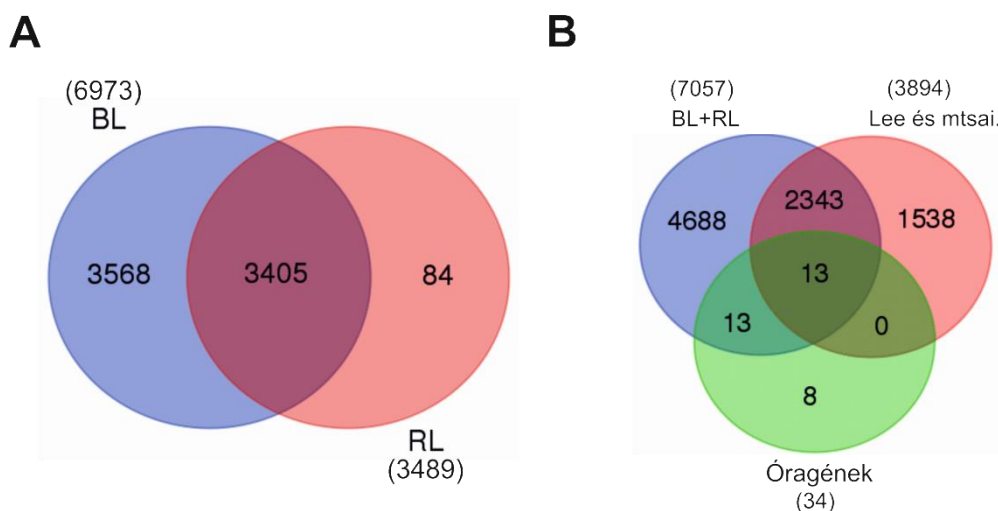 A
(6973)
BL
3568
3405
84
RL
(3489)
B
(7057)
BL+RL
(3894)
Lee és mtsai.
4688
2343
1538
13
13
0
8
Óragének
(34)